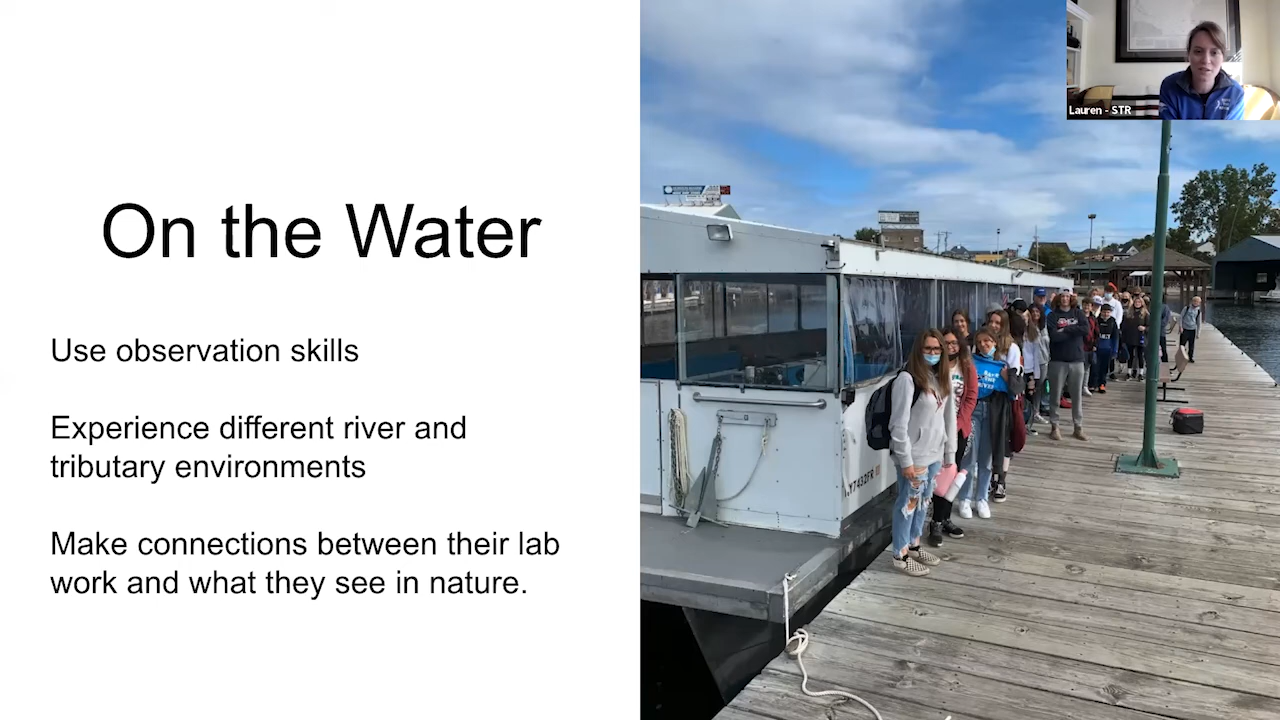 On the Water
Use observation skills
Experience different river and
tributary environments
Make connections between their lab
work and what they see in nature.
Lauren - STR